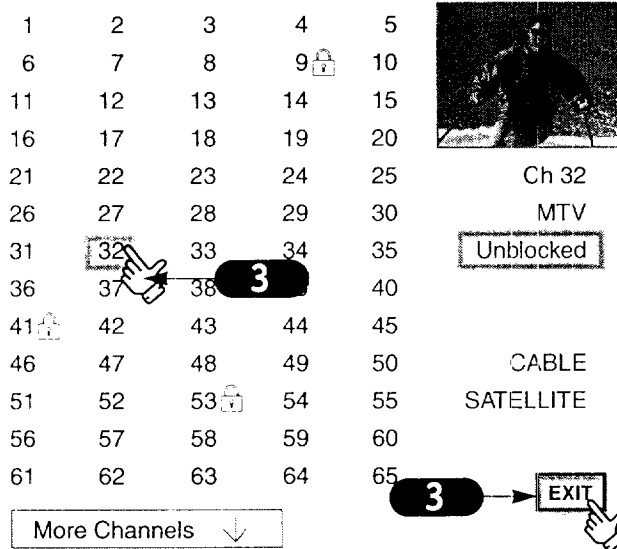 1 2 3 4 5
6 7 8 9 10
11 12 13 14 15
16 17 18 19 20
21 22 23 24 25 Ch 32
26 27 28 29 30 MTV
31 32 33 34 35 Unblocked
3
36 37 38 40
41 42 43 44 45
46 47 48 49 50 CABLE
51 52 53 54 55 SATELLITE
56 57 58 59 60
61 62 63 64 65
3 EXIT
More Channels